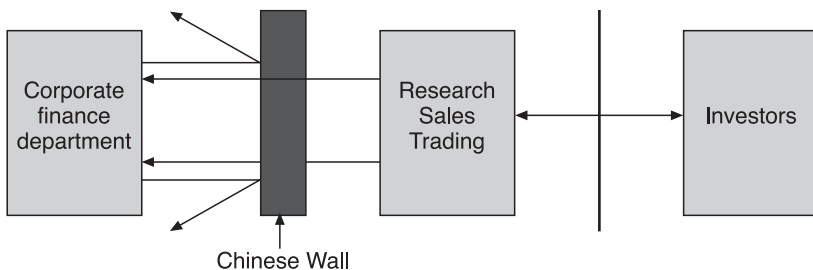 Corporate
finance
department
Research
Sales
Trading
Investors
Chinese Wall